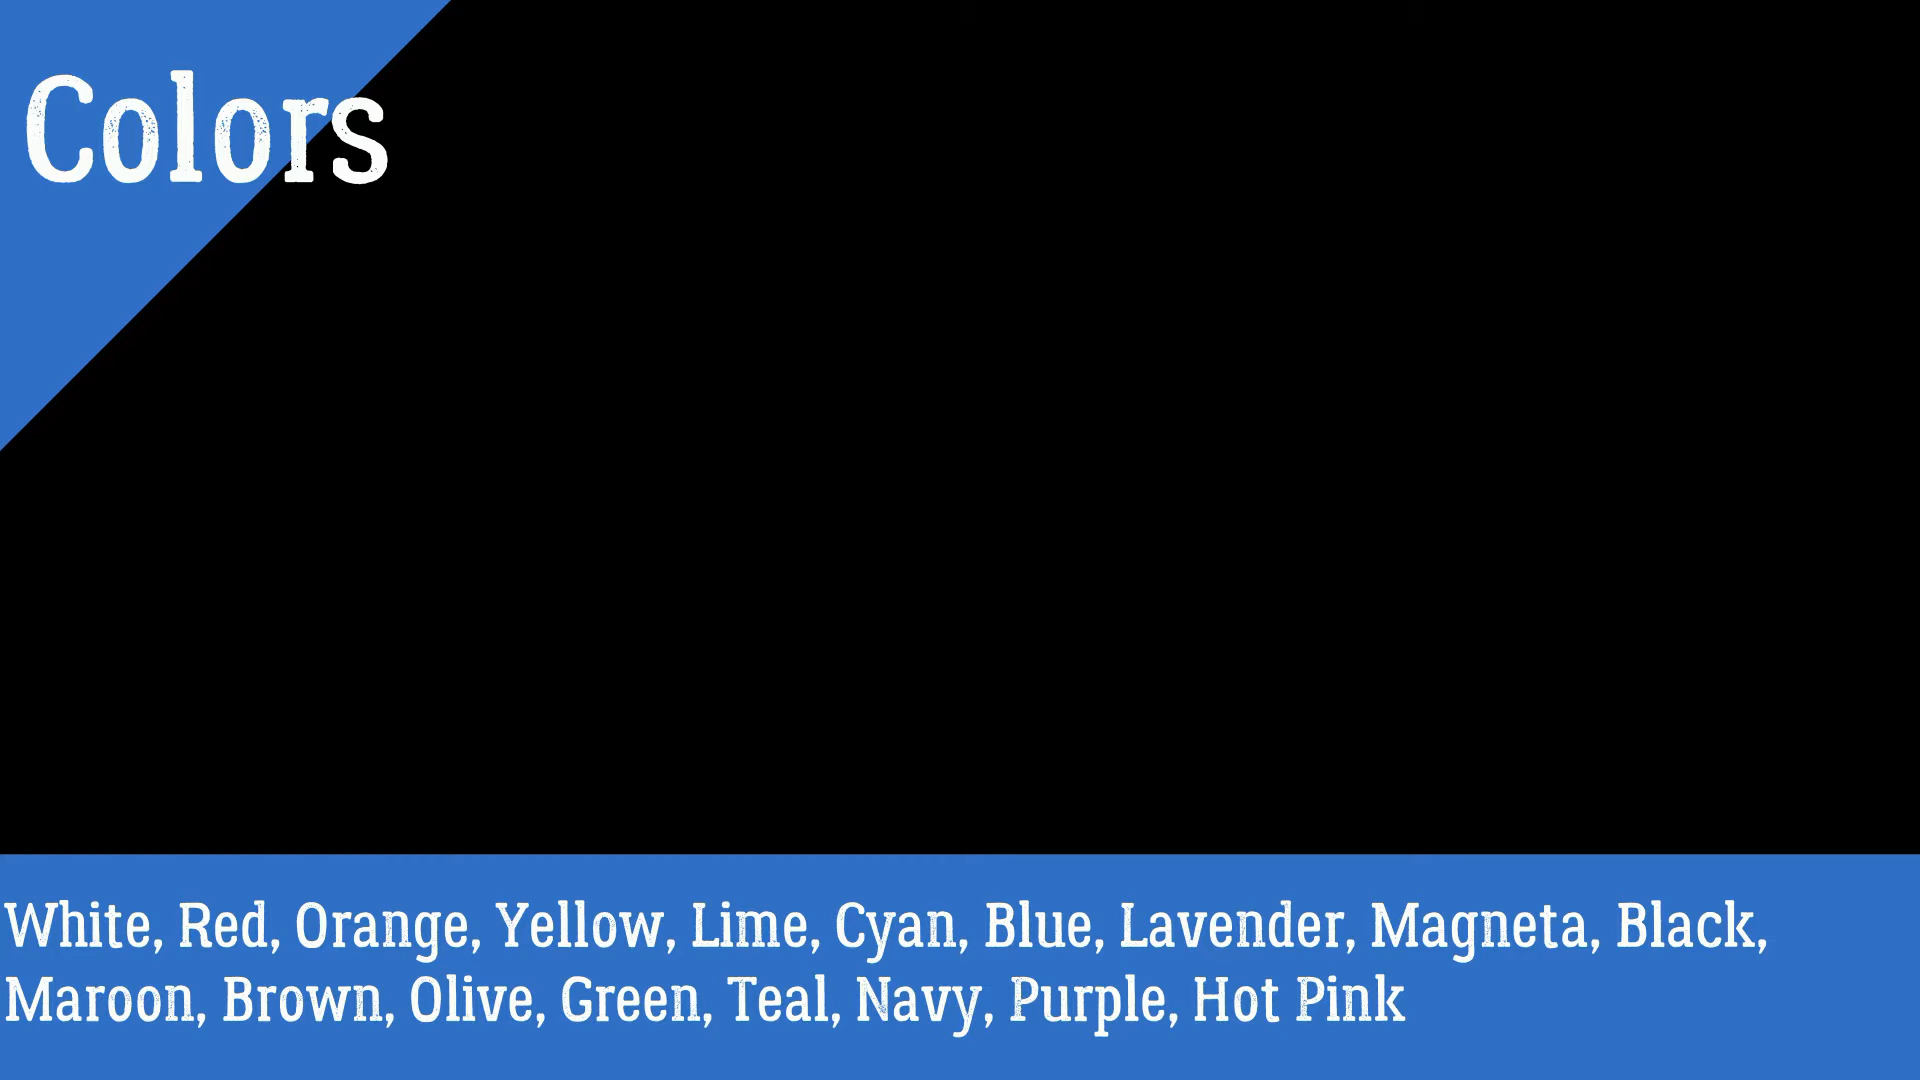 Colors
White, Red, Orange, Yellow, Lime, Cyan, Blue, Lavender, Magneta, Black,
Maroon, Brown, Olive, Green, Teal, Navy, Purple, Hot Pink